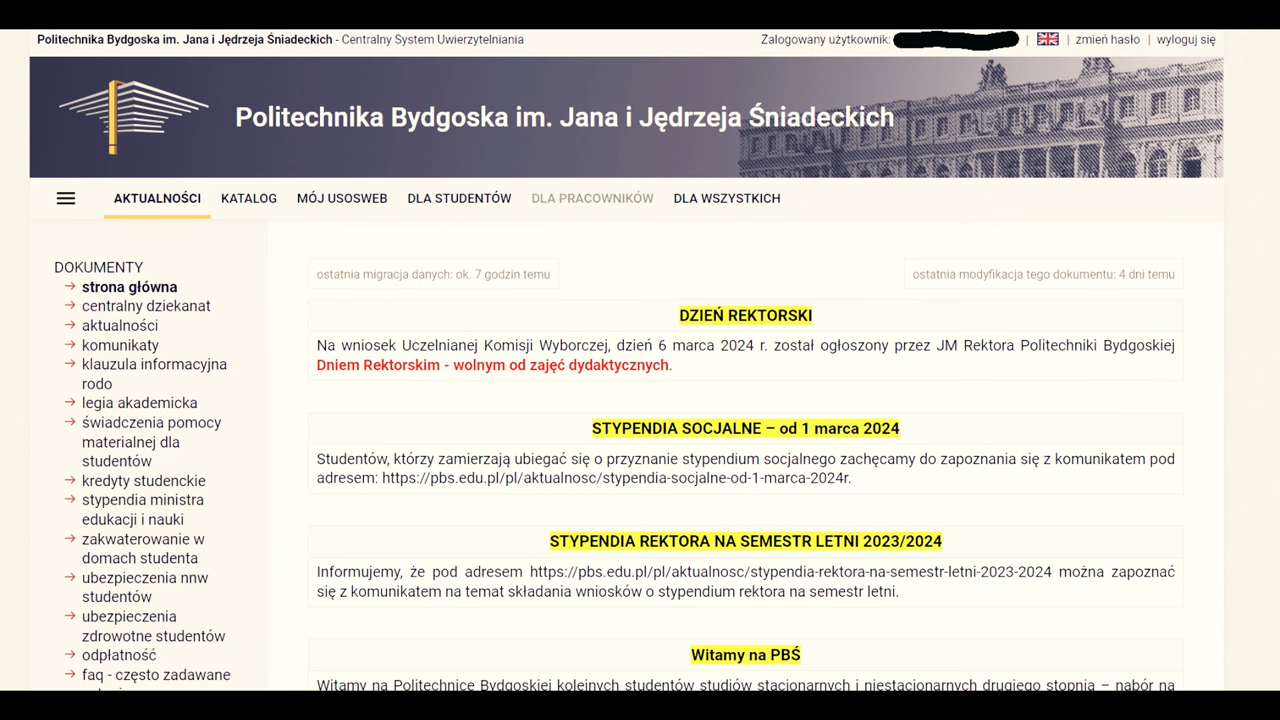 Politechnika Bydgoska im. Jana i Jędrzeja Śniadeckich - Centralny System Uwierzytelniania
Zalogowany użytkownik: | | zmień hasło | wyloguj się
Politechnika Bydgoska im. Jana i Jędrzeja Śniadeckich
AKTUALNOŚCI KATALOG MÓJ USOSWEB DLA STUDENTÓW DLA PRACOWNIKÓW DLA WSZYSTKICH
DOKUMENTY
→ strona główna
→ centralny dziekanat
→ aktualności
→ komunikaty
→ klauzula informacyjna
rodo
→ legia akademicka
→ świadczenia pomocy
materialnej dla
studentów
→ kredyty studenckie
→ stypendia ministra
edukacji i nauki
→ zakwaterowanie w
domach studenta
→ ubezpieczenia nnw
studentów
→ ubezpieczenia
zdrowotne studentów
→ odpłatność
→ faq - często zadawane
ostatnia migracja danych: ok. 7 godzin temu
ostatnia modyfikacja tego dokumentu: 4 dni temu
DZIEŃ REKTORSKI
Na wniosek Uczelnianej Komisji Wyborczej, dzień 6 marca 2024 r. został ogłoszony przez JM Rektora Politechniki Bydgoskiej
Dniem Rektorskim - wolnym od zajęć dydaktycznych.
STYPENDIA SOCJALNE – od 1 marca 2024
Studentów, którzy zamierzają ubiegać się o przyznanie stypendium socjalnego zachęcamy do zapoznania się z komunikatem pod
adresem: https://pbs.edu.pl/pl/aktualnosc/stypendia-socjalne-od-1-marca-2024r.
STYPENDIA REKTORA NA SEMESTR LETNI 2023/2024
Informujemy, że pod adresem https://pbs.edu.pl/pl/aktualnosc/stypendia-rektora-na-semestr-letni-2023-2024 można zapoznać
się z komunikatem na temat składania wniosków o stypendium rektora na semestr letni.
Witamy na PBŚ
Witamy na Politechnice Bydgoskiej kolejnych studentów studiów stacjonarnych i niestacjonarnych drugiego stopnia – nabór na